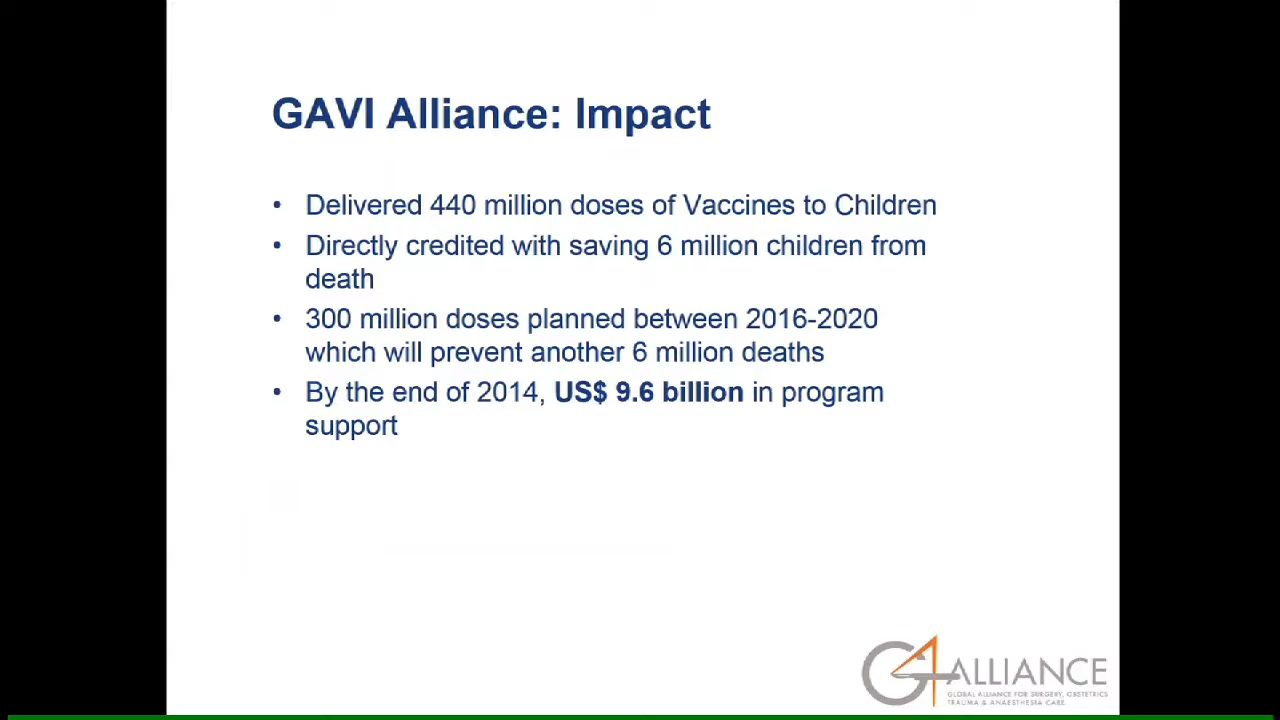 GAVI Alliance: Impact
• Delivered 440 million doses of Vaccines to Children
• Directly credited with saving 6 million children from
death
• 300 million doses planned between 2016-2020
which will prevent another 6 million deaths
• By the end of 2014, US$ 9.6 billion in program
support
G4 ALLIANCE
GLOBAL ALLIANCE FOR SURGERY, OBSTETRICS
TRAUMA & ANAESTHESIA CARE